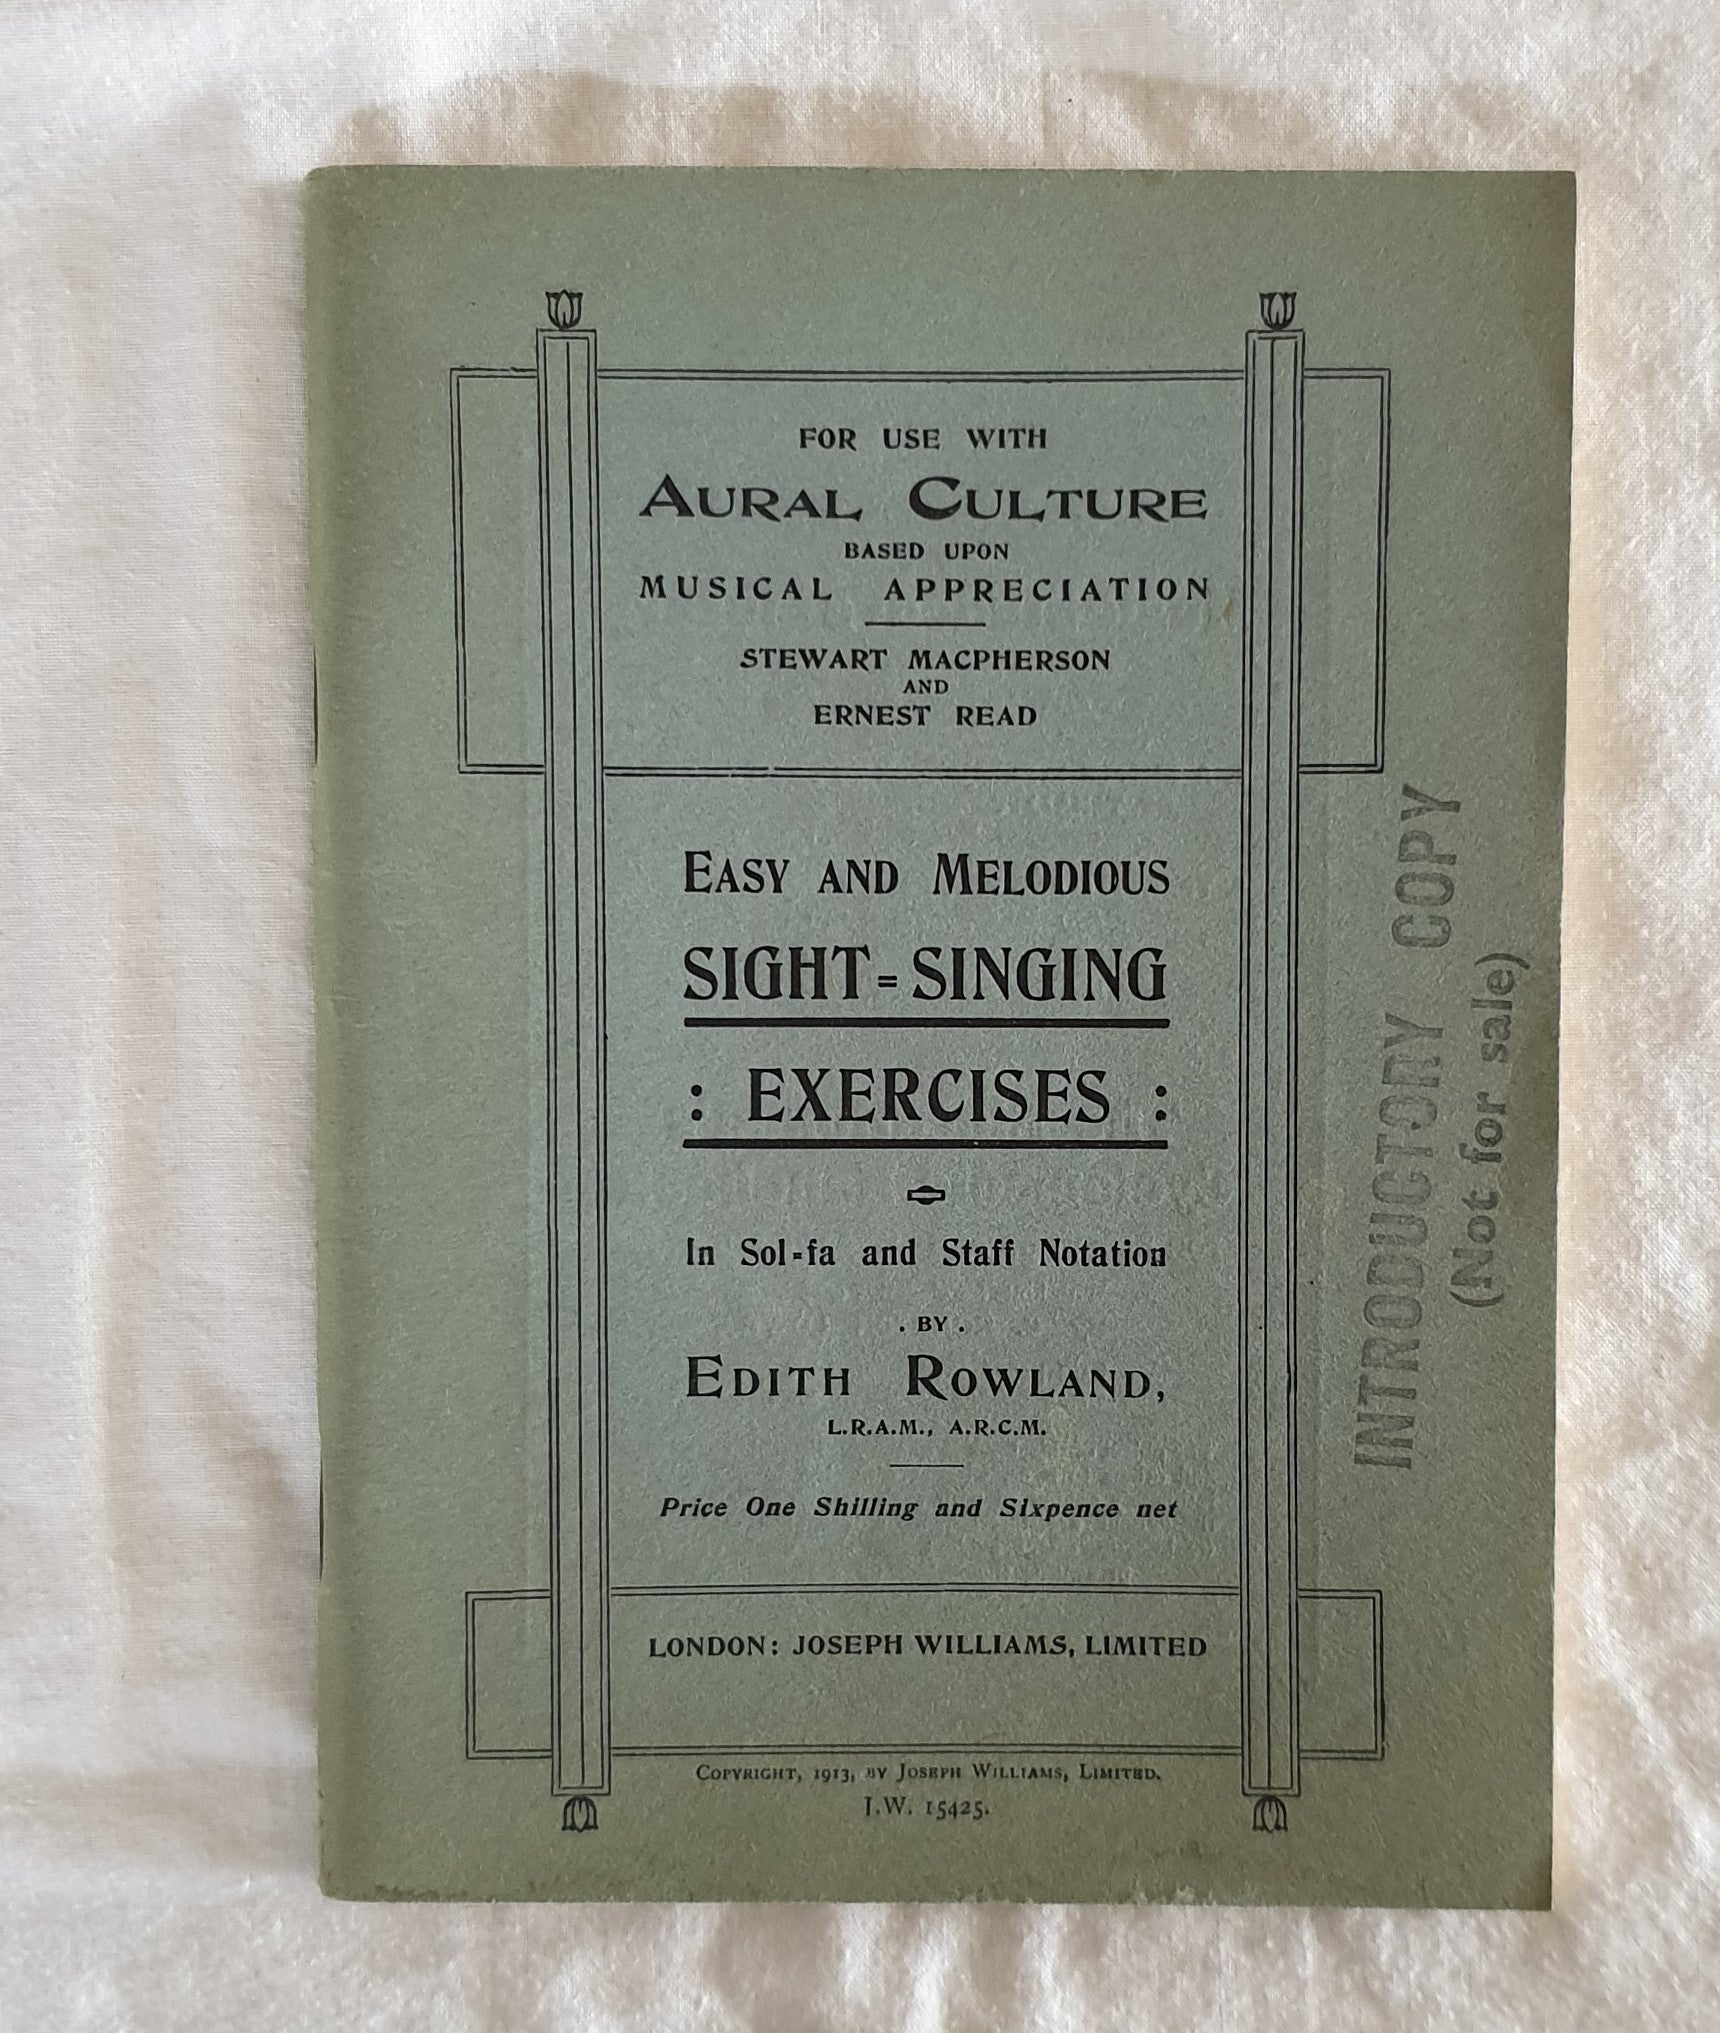 FOR USE WITH
AURAL CULTURE
BASED UPON
MUSICAL APPRECIATION
STEWART MACPHERSON
AND
ERNEST READ
EASY AND MELODIOUS
SIGHT=SINGING
: EXERCISES :
In Sol=fa and Staff Notation
. BY .
EDITH ROWLAND,
L.R.A.M., A.R.C.M.
Price One Shilling and Sixpence net
LONDON: JOSEPH WILLIAMS, LIMITED
COPYRIGHT, 1913, BY JOSEPH WILLIAMS, LIMITED.
J.W. 15425.
INTRODUCTORY COPY
(Not for sale)